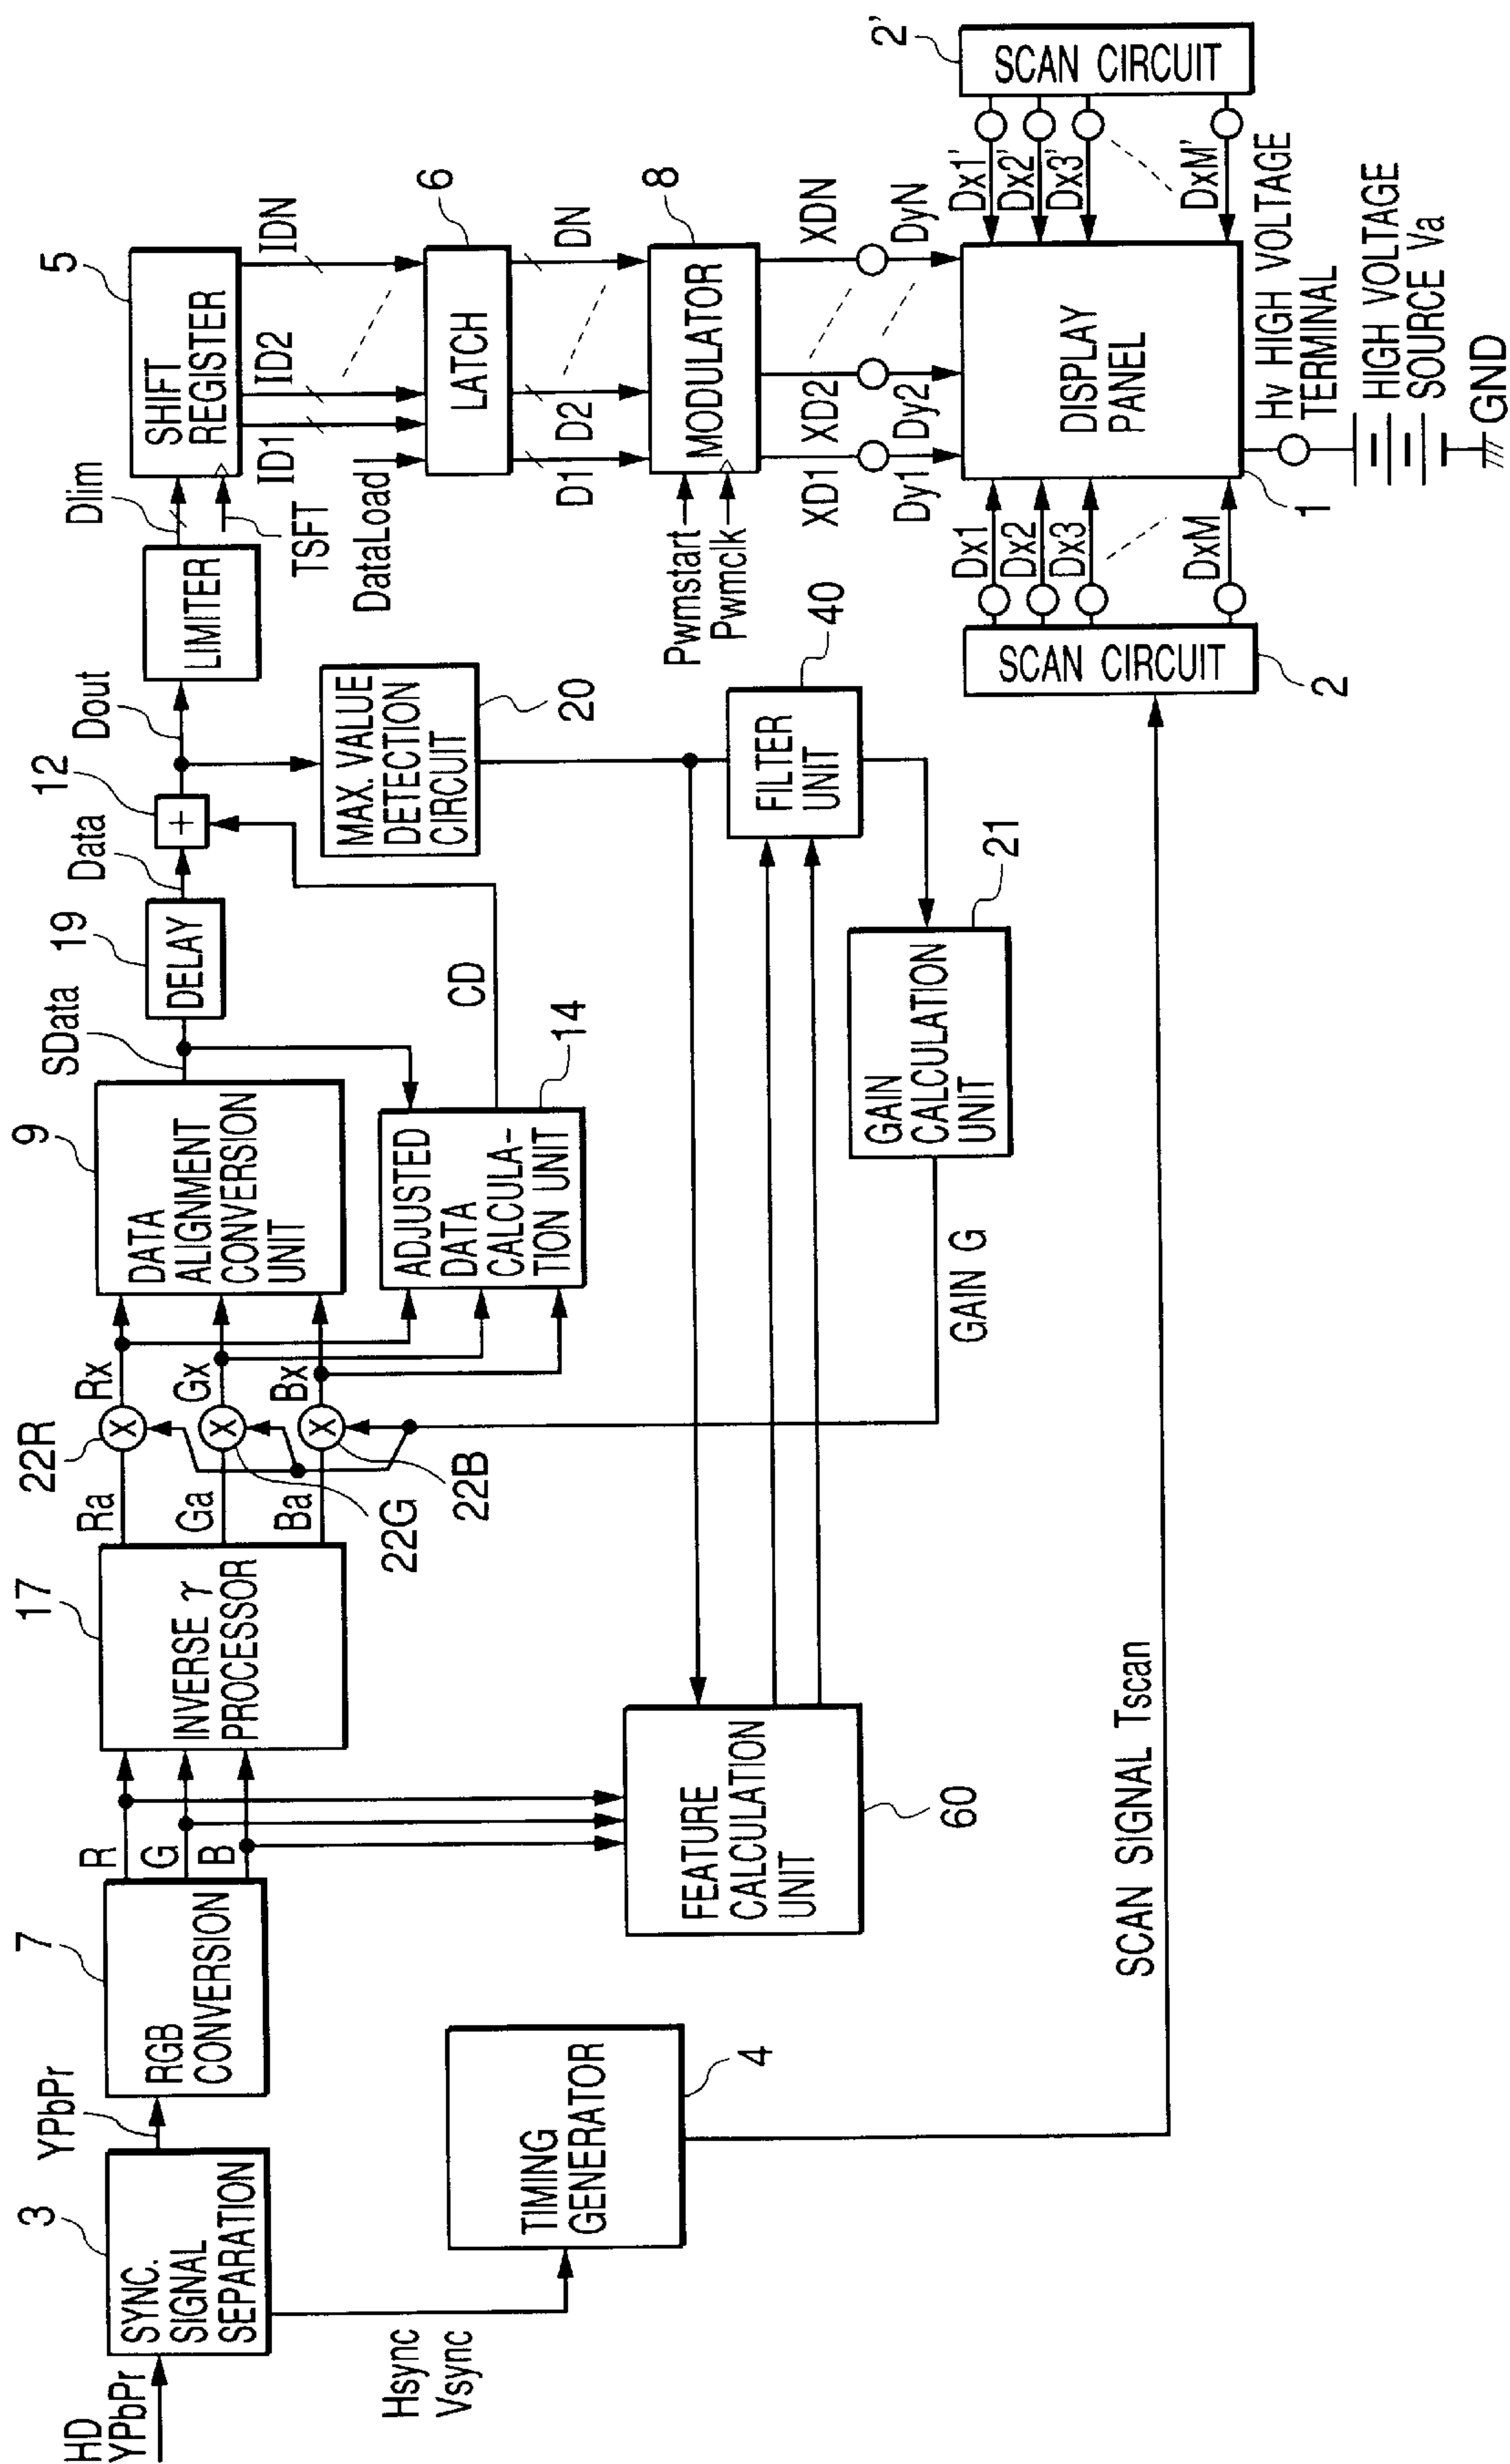 HD
YPbPr
3
SYNC.
SIGNAL
SEPARATION
YPbPr
Hsync
Vsync
TIMING
GENERATOR
4
7
RGB
CONVERSION
R
G
B
17
INVERSE γ
PROCESSOR
FEATURE
CALCULATION
UNIT
60
Ra
Ga
Ba
22R
22G
22B
X
X
X
Rx
Gx
Bx
9
DATA
ALIGNMENT
CONVERSION
UNIT
ADJUSTED
DATA
CALCULA-
TION UNIT
14
CD
SData
19
DELAY
Data
12
+
Dout
MAX. VALUE
DETECTION
CIRCUIT
20
FILTER
UNIT
40
GAIN
CALCULATION
UNIT
21
GAIN G
SCAN SIGNAL Tscan
LIMITER
Dlim
TSFT
5
SHIFT
REGISTER
ID1
ID2
IDN
DataLoad
6
LATCH
D1
D2
DN
8
MODULATOR
Pwmstart
Pwmclk
XD1
XD2
XDN
Dy1
Dy2
DyN
SCAN CIRCUIT
2
Dx1
Dx2
Dx3
DxM
DISPLAY
PANEL
1
Dx1'
Dx2'
Dx3'
DxM'
SCAN CIRCUIT
2'
Hv HIGH VOLTAGE
TERMINAL
HIGH VOLTAGE
SOURCE Va
GND